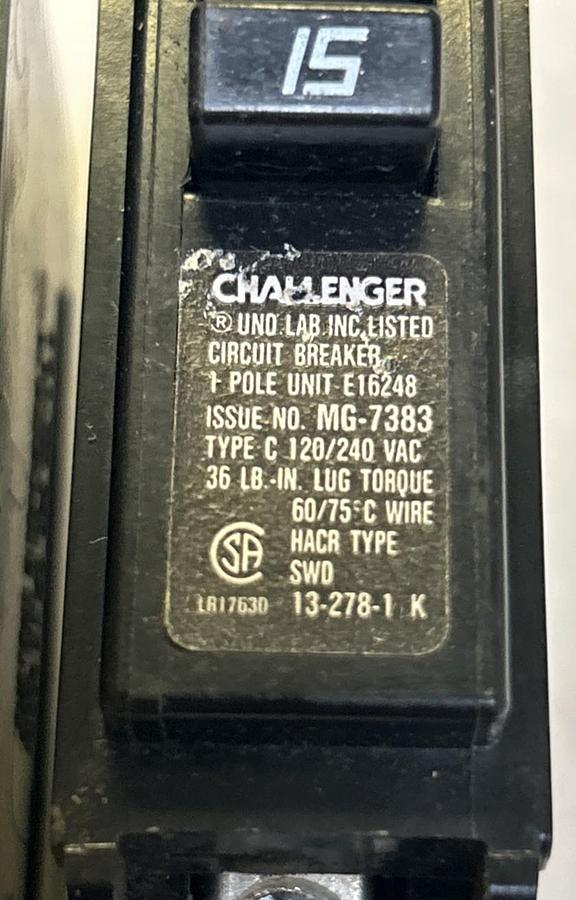 15
CHALLENGER
® UND. LAB. INC. LISTED
CIRCUIT BREAKER
1 POLE UNIT E16248
ISSUE NO. MG-7383
TYPE C 120/240 VAC
36 LB.-IN. LUG TORQUE
60/75°C WIRE
HACR TYPE
SA SWD
LR17630 13-278-1 K